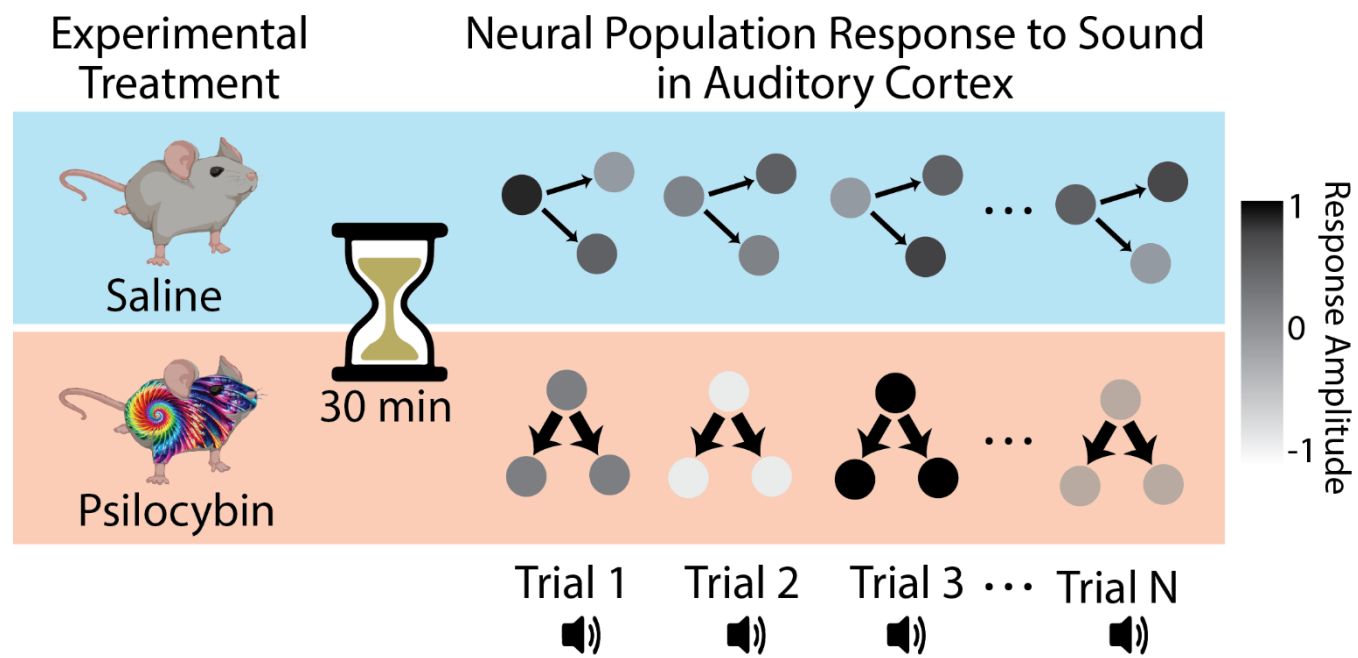 Experimental
Treatment
Neural Population Response to Sound
in Auditory Cortex
Saline
30 min
Psilocybin
...
...
1
0
-1
Response Amplitude
Trial 1
Trial 2
Trial 3
...
Trial N